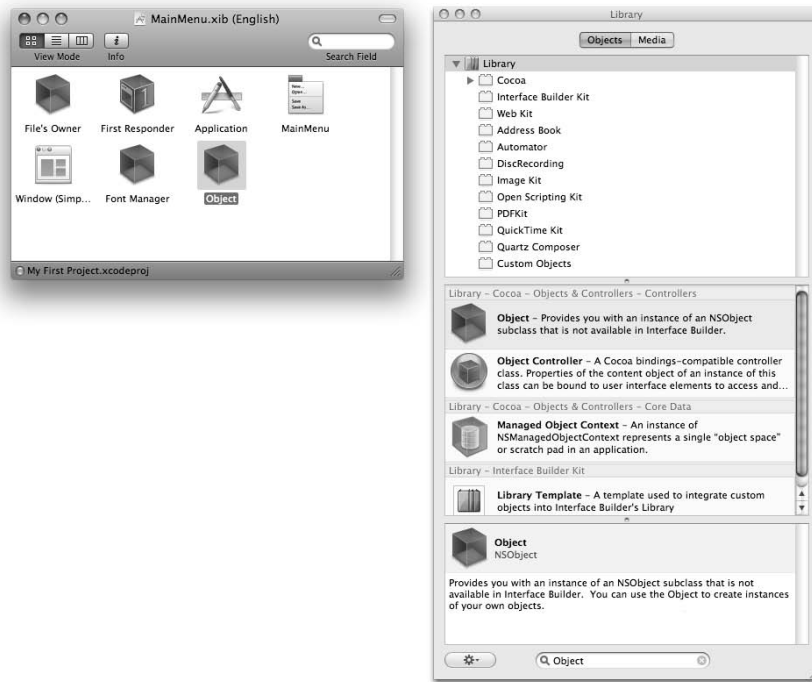 MainMenu.xib (English)
View Mode
Info
Search Field
File's Owner
First Responder
Application
New...
Open...
Save
Save As...
MainMenu
Window (Simp...
Font Manager
Object
My First Project.xcodeproj
Library
Objects
Media
Library
Cocoa
Interface Builder Kit
Web Kit
Address Book
Automator
DiscRecording
Image Kit
Open Scripting Kit
PDFKit
QuickTime Kit
Quartz Composer
Custom Objects
Library – Cocoa – Objects & Controllers – Controllers
Object – Provides you with an instance of an NSObject
subclass that is not available in Interface Builder.
Object Controller – A Cocoa bindings-compatible controller
class. Properties of the content object of an instance of this
class can be bound to user interface elements to access and...
Library – Cocoa – Objects & Controllers – Core Data
Managed Object Context – An instance of
NSManagedObjectContext represents a single "object space"
or scratch pad in an application.
Library – Interface Builder Kit
Library Template – A template used to integrate custom
objects into Interface Builder's Library
Object
NSObject
Provides you with an instance of an NSObject subclass that is not
available in Interface Builder. You can use the Object to create instances
of your own objects.
Object